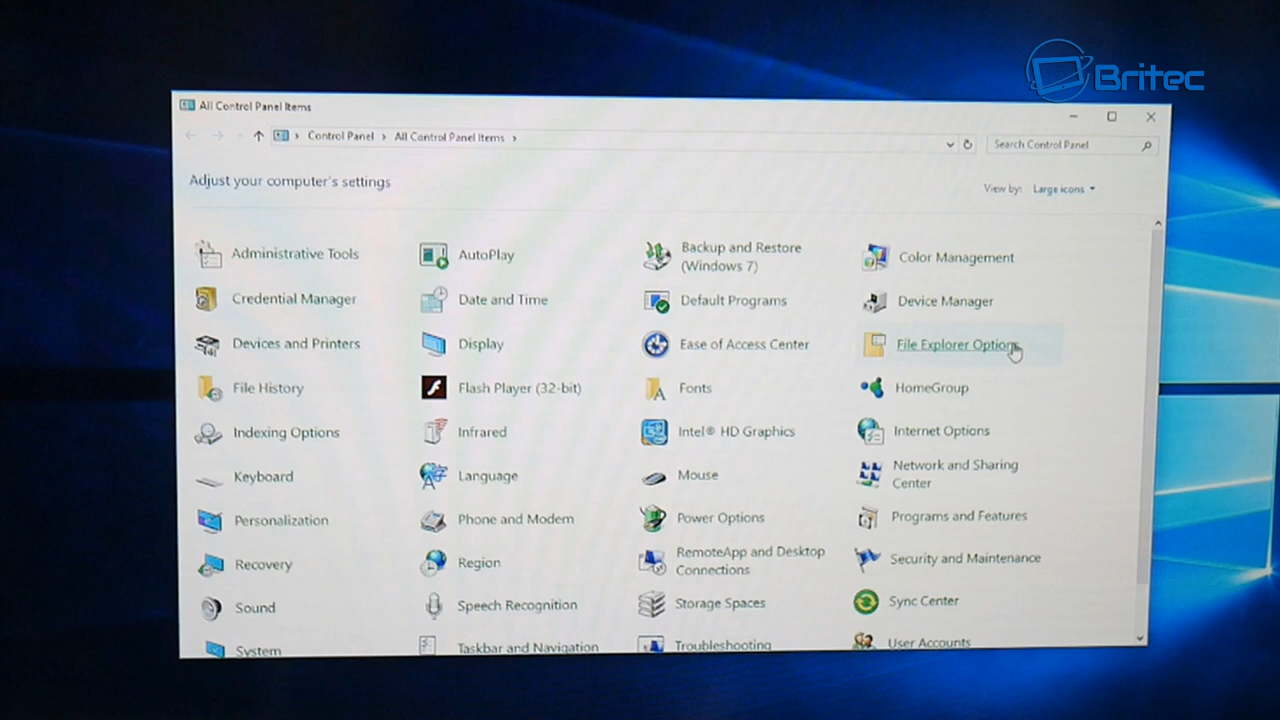 Britec
All Control Panel Items
Control Panel › All Control Panel Items ›
Search Control Panel
Adjust your computer's settings
View by: Large icons
Administrative Tools
AutoPlay
Backup and Restore
(Windows 7)
Color Management
Credential Manager
Date and Time
Default Programs
Device Manager
Devices and Printers
Display
Ease of Access Center
File Explorer Options
File History
Flash Player (32-bit)
Fonts
HomeGroup
Indexing Options
Infrared
Intel® HD Graphics
Internet Options
Keyboard
Language
Mouse
Network and Sharing
Center
Personalization
Phone and Modem
Power Options
Programs and Features
Recovery
Region
RemoteApp and Desktop
Connections
Security and Maintenance
Sound
Speech Recognition
Storage Spaces
Sync Center
System
Taskbar and Navigation
Troubleshooting
User Accounts